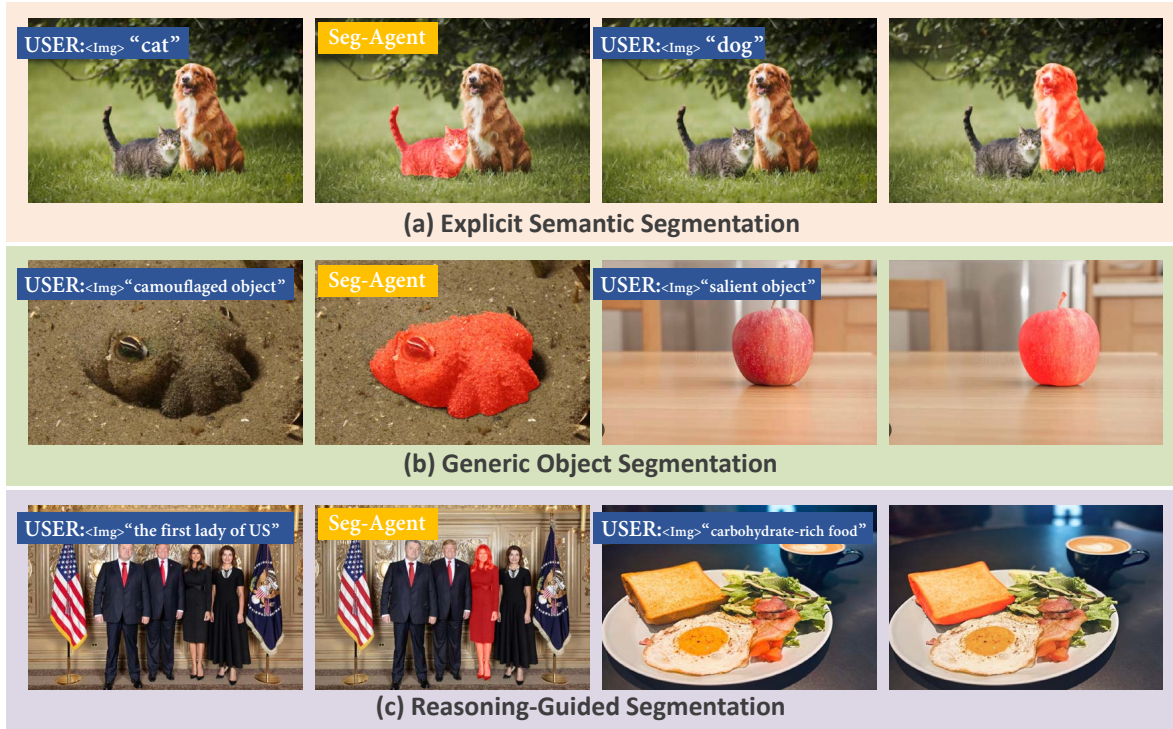 USER:<Img> “cat”
Seg-Agent
USER:<Img> “dog”
(a) Explicit Semantic Segmentation
USER:<Img>“camouflaged object”
Seg-Agent
USER:<Img>“salient object”
(b) Generic Object Segmentation
USER:<Img>“the first lady of US”
Seg-Agent
USER:<Img>“carbohydrate-rich food”
(c) Reasoning-Guided Segmentation